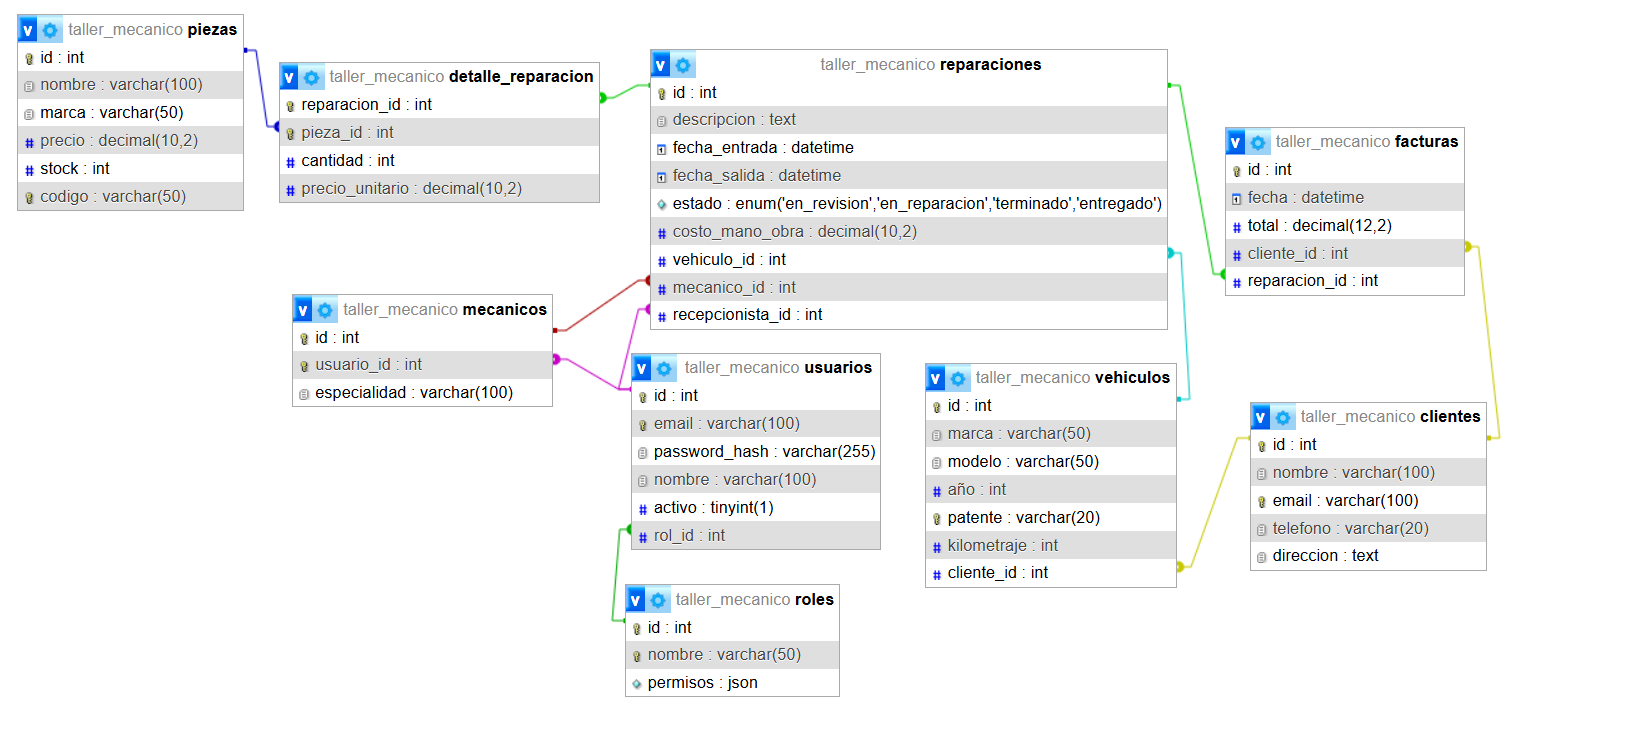 taller_mecanico piezas
id : int
nombre : varchar(100)
marca : varchar(50)
precio : decimal(10,2)
stock : int
codigo : varchar(50)
taller_mecanico detalle_reparacion
reparacion_id : int
pieza_id : int
cantidad : int
precio_unitario : decimal(10,2)
taller_mecanico reparaciones
id : int
descripcion : text
fecha_entrada : datetime
fecha_salida : datetime
estado : enum('en_revision','en_reparacion','terminado','entregado')
costo_mano_obra : decimal(10,2)
vehiculo_id : int
mecanico_id : int
recepcionista_id : int
taller_mecanico facturas
id : int
fecha : datetime
total : decimal(12,2)
cliente_id : int
reparacion_id : int
taller_mecanico mecanicos
id : int
usuario_id : int
especialidad : varchar(100)
taller_mecanico usuarios
id : int
email : varchar(100)
password_hash : varchar(255)
nombre : varchar(100)
activo : tinyint(1)
rol_id : int
taller_mecanico vehiculos
id : int
marca : varchar(50)
modelo : varchar(50)
año : int
patente : varchar(20)
kilometraje : int
cliente_id : int
taller_mecanico clientes
id : int
nombre : varchar(100)
email : varchar(100)
telefono : varchar(20)
direccion : text
taller_mecanico roles
id : int
nombre : varchar(50)
permisos : json